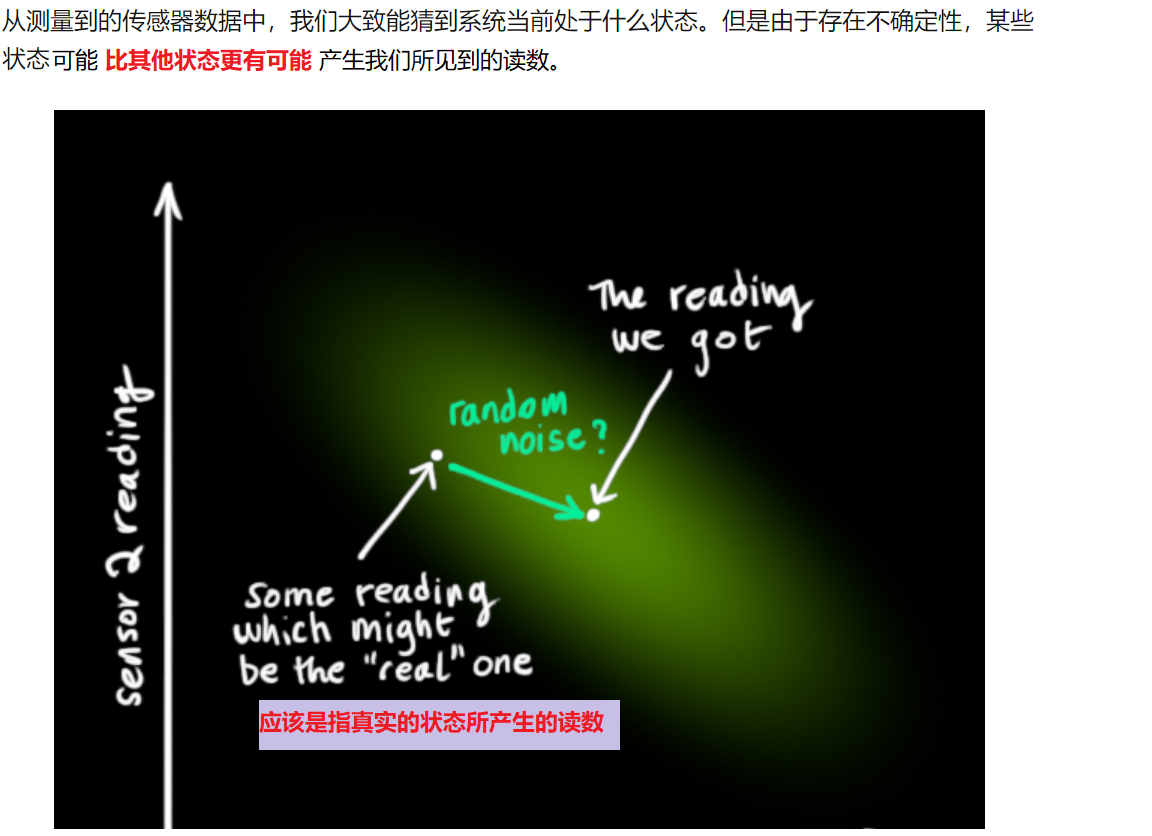 从测量到的传感器数据中，我们大致能猜到系统当前处于什么状态。但是由于存在不确定性，某些
状态可能 比其他状态更有可能 产生我们所见到的读数。
The reading
we got
random
noise?
sensor 2 reading
Some reading
which might
be the "real" one
应该是指真实的状态所产生的读数